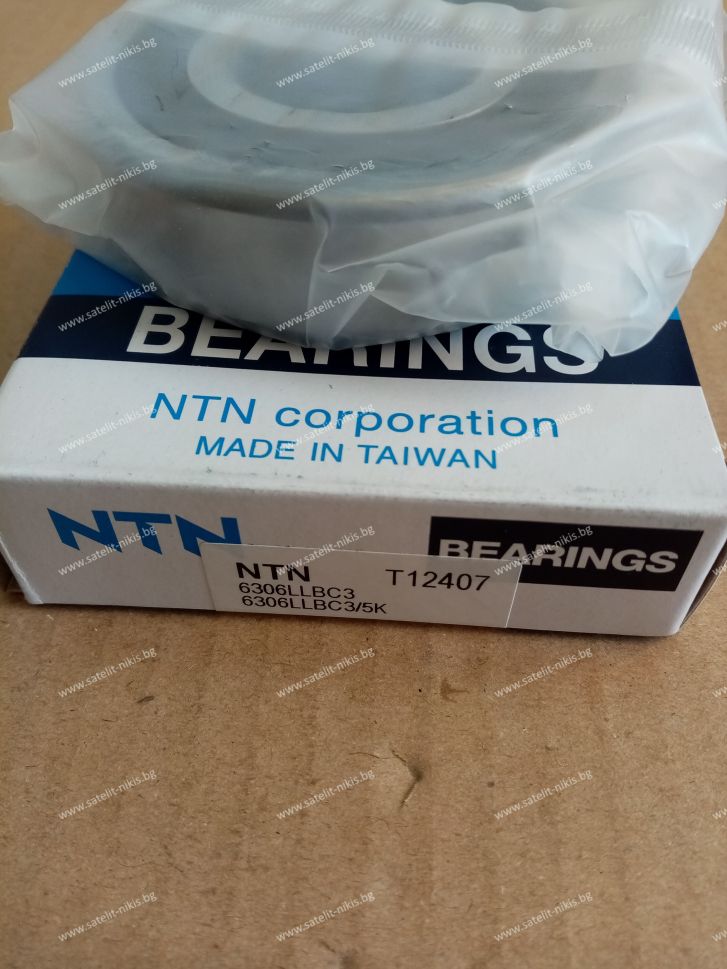 BEARINGS
NTN corporation
MADE IN TAIWAN
NTN
BEARINGS
NTN T12407
6306LLBC3
6306LLBC3/5K
www.satelit-nikis.bg